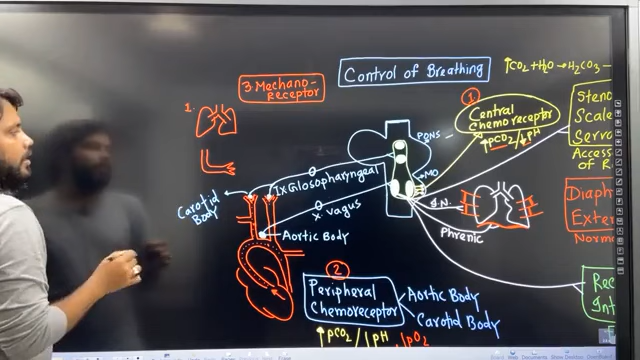 Control of Breathing
↑CO2 + H2O → H2CO3
3. Mechano-
Receptor
1.
①
Central
Chemoreceptor
↑PCO2/↓PH
Steno
Scale
Serra
Access
of R
PONS
MO
IX Glosopharyngeal
X vagus
Carotid
Body
Aortic Body
Phrenic
Diaph
Exter
Norm
②
Peripheral
Chemoreceptor
Aortic Body
Carotid Body
↑PCO2/↓PH
↓PO2
Rec
Int